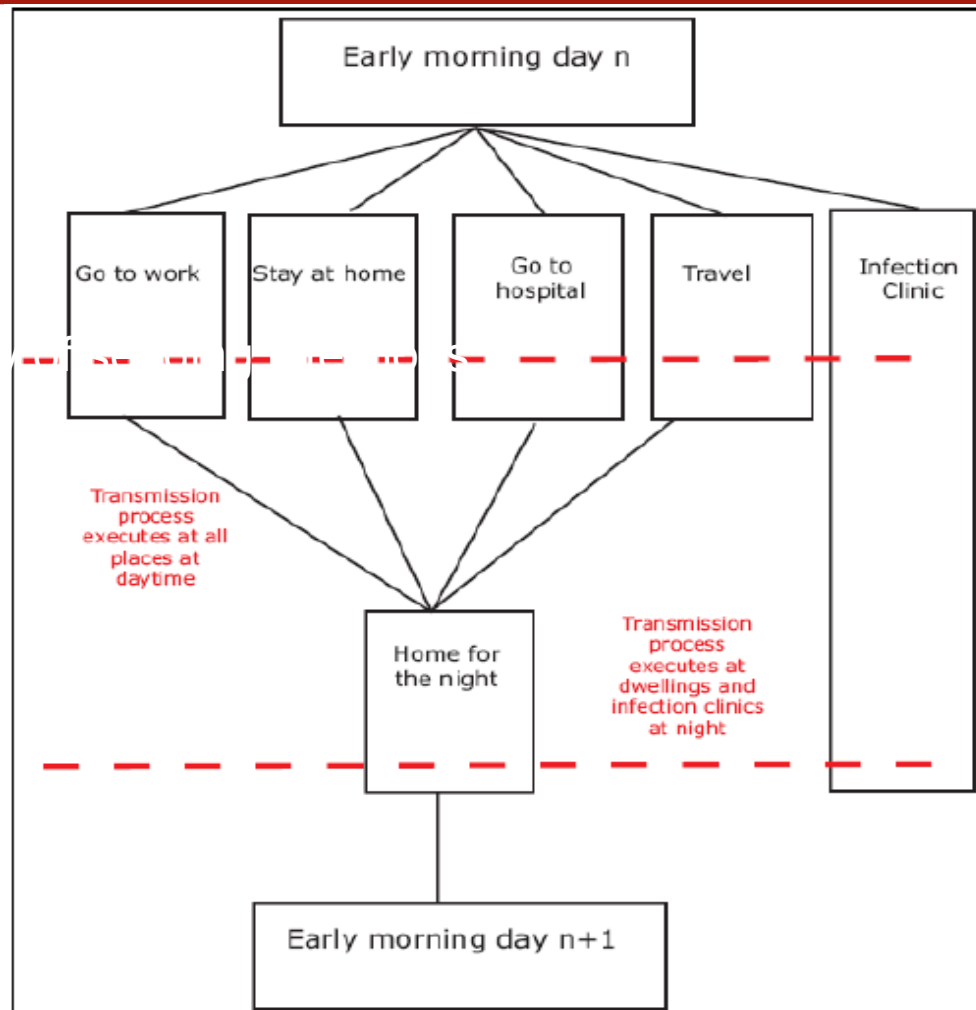 Early morning day n
Go to work
Stay at home
Go to
hospital
Travel
Infection
Clinic
Transmission
process
executes at all
places at
daytime
Home for
the night
Transmission
process
executes at
dwellings and
infection clinics
at night
Early morning day n+1